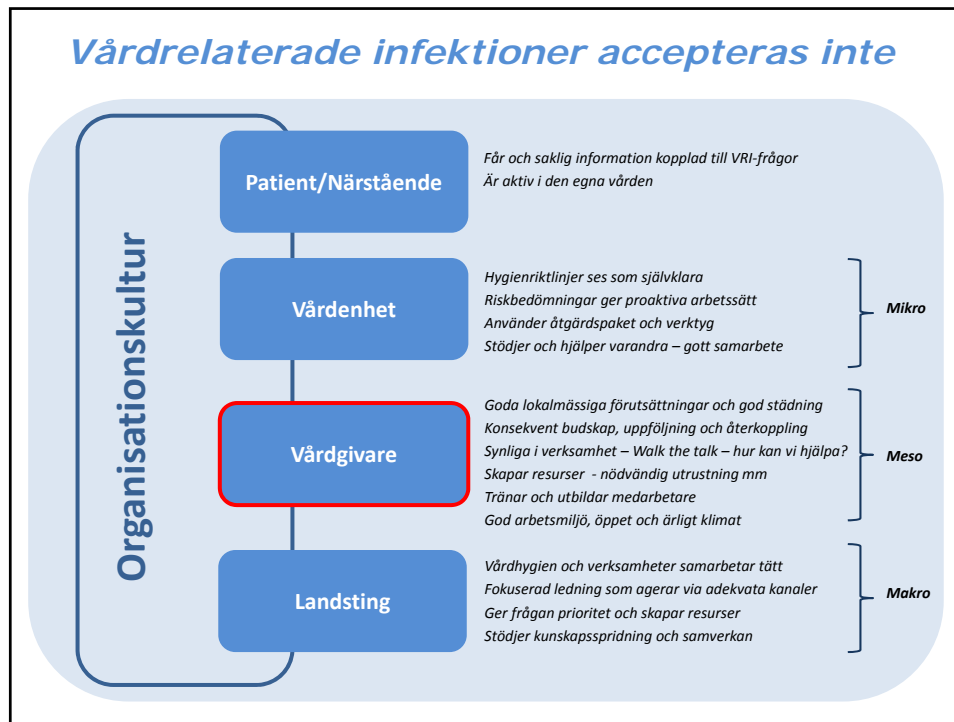 Vårdrelaterade infektioner accepteras inte
Organisationskultur
Patient/Närstående
Får och saklig information kopplad till VRI-frågor
Är aktiv i den egna vården
Vårdenhet
Hygienriktlinjer ses som självklara
Riskbedömningar ger proaktiva arbetssätt
Använder åtgärdspaket och verktyg
Stödjer och hjälper varandra – gott samarbete
Mikro
Vårdgivare
Goda lokalmässiga förutsättningar och god städning
Konsekvent budskap, uppföljning och återkoppling
Synliga i verksamhet – Walk the talk – hur kan vi hjälpa?
Skapar resurser - nödvändig utrustning mm
Tränar och utbildar medarbetare
God arbetsmiljö, öppet och ärligt klimat
Meso
Landsting
Vårdhygien och verksamheter samarbetar tätt
Fokuserad ledning som agerar via adekvata kanaler
Ger frågan prioritet och skapar resurser
Stödjer kunskapsspridning och samverkan
Makro